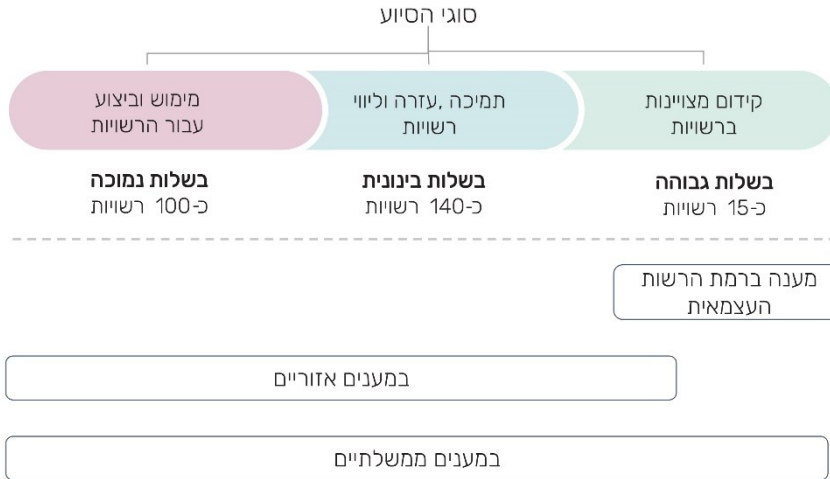 סוגי הסיוע
קידום מצויינות
ברשויות
תמיכה ,עזרה וליווי
רשויות
מימוש וביצוע
עבור הרשויות
בשלות גבוהה
כ-15 רשויות
בשלות בינונית
כ-140 רשויות
בשלות נמוכה
כ-100 רשויות
מענה ברמת הרשות
העצמאית
במענים אזוריים
במענים ממשלתיים